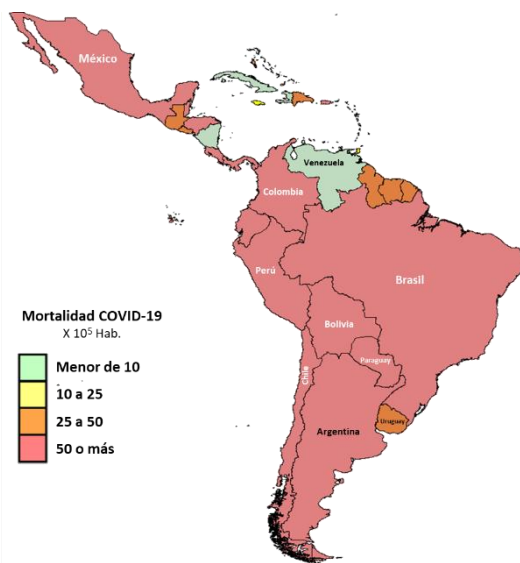 México
Venezuela
Colombia
Perú
Brasil
Bolivia
Paraguay
Chile
Argentina
Uruguay
Mortalidad COVID-19
X 10⁵ Hab.
Menor de 10
10 a 25
25 a 50
50 o más